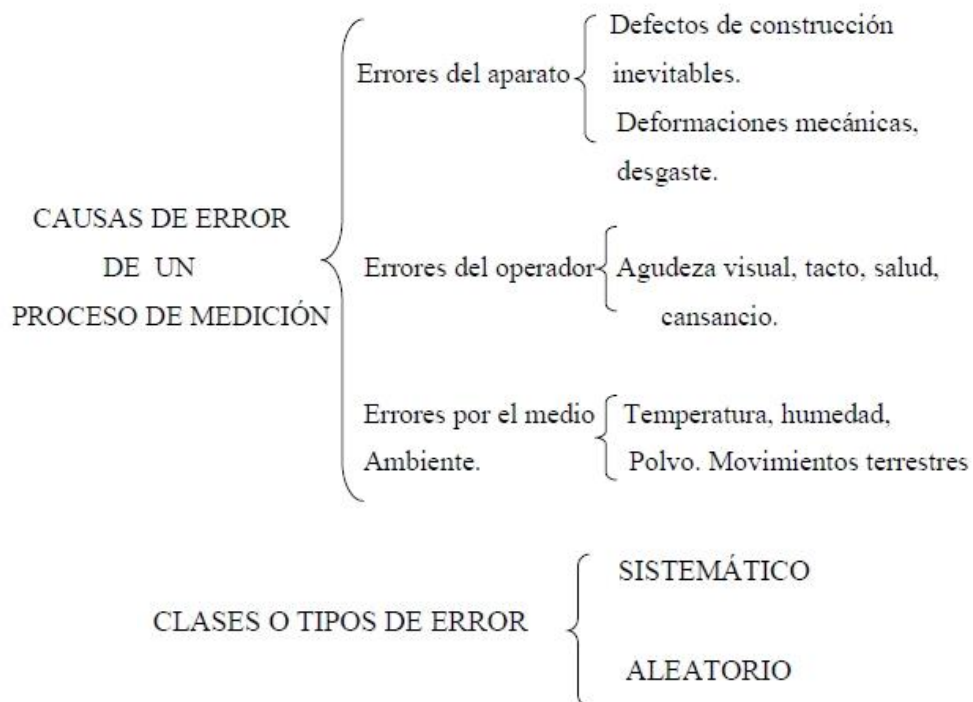 Defectos de construcción
Errores del aparato
inevitables.
Deformaciones mecánicas,
desgaste.
CAUSAS DE ERROR
DE UN
PROCESO DE MEDICIÓN
Errores del operador
Agudeza visual, tacto, salud,
cansancio.
Errores por el medio
Ambiente.
Temperatura, humedad,
Polvo. Movimientos terrestres
CLASES O TIPOS DE ERROR
SISTEMÁTICO
ALEATORIO